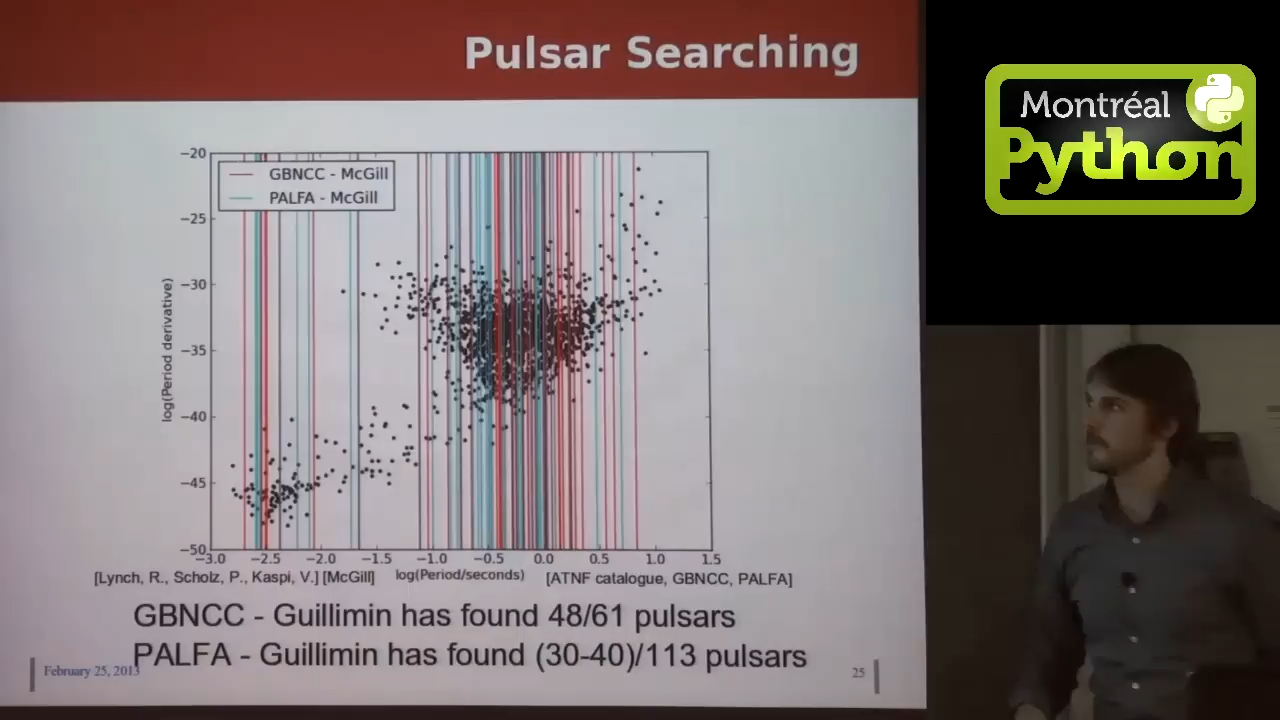 Pulsar Searching
Montréal
Python
GBNCC - McGill
PALFA - McGill
−20
−25
−30
−35
−40
−45
−50
log(Period derivative)
−3.0 −2.5 −2.0 −1.5 −1.0 −0.5 0.0 0.5 1.0 1.5
[Lynch, R., Scholz, P., Kaspi, V.] [McGill] log(Period/seconds) [ATNF catalogue, GBNCC, PALFA]
GBNCC - Guillimin has found 48/61 pulsars
PALFA - Guillimin has found (30-40)/113 pulsars
February 25, 2013
25